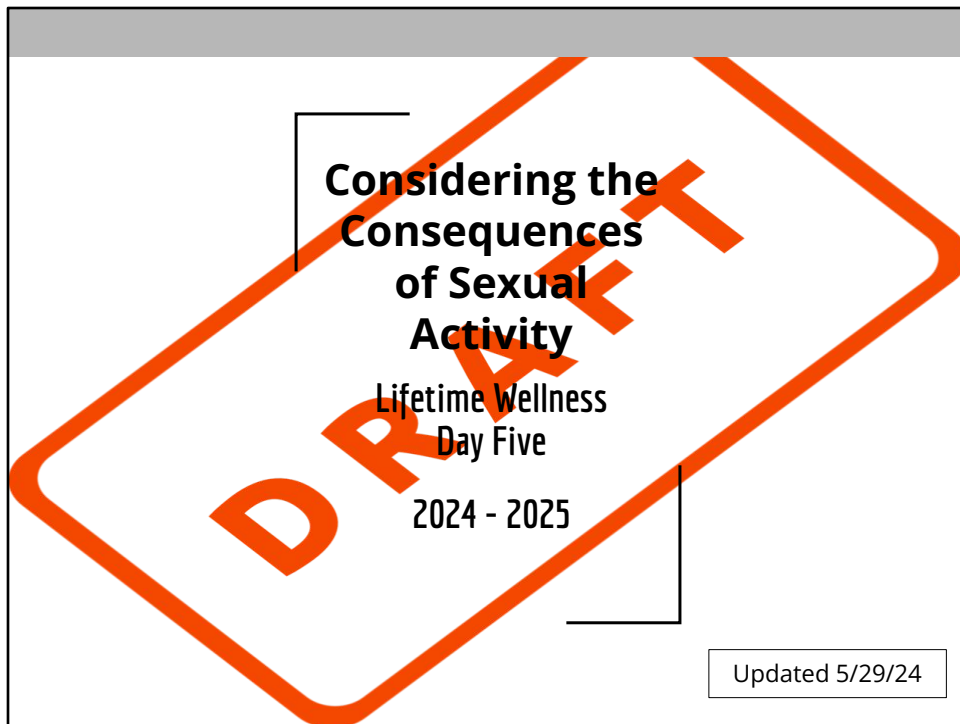 Considering the
Consequences
of Sexual
Activity
Lifetime Wellness
Day Five
2024 - 2025
DRAFT
Updated 5/29/24